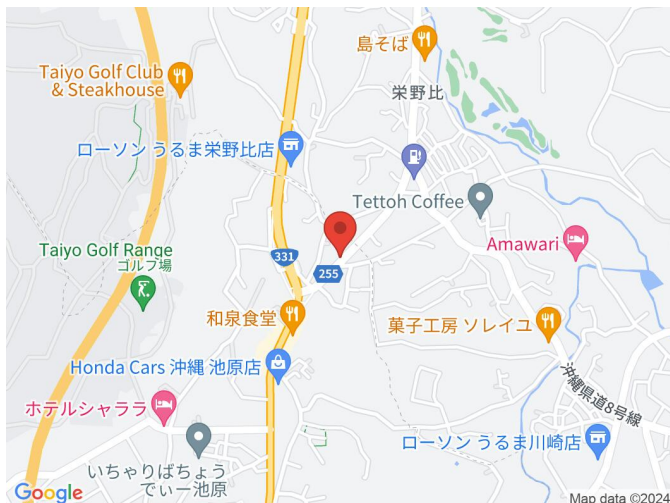 島そば
Taiyo Golf Club
& Steakhouse
栄野比
ローソン うるま栄野比店
Tettoh Coffee
Amawari
Taiyo Golf Range
ゴルフ場
331
255
和泉食堂
菓子工房 ソレイユ
Honda Cars 沖縄 池原店
沖縄県道8号線
ホテルシャララ
ローソン うるま川崎店
いちゃりばちょう
でぃー池原
Google
Map data ©2024